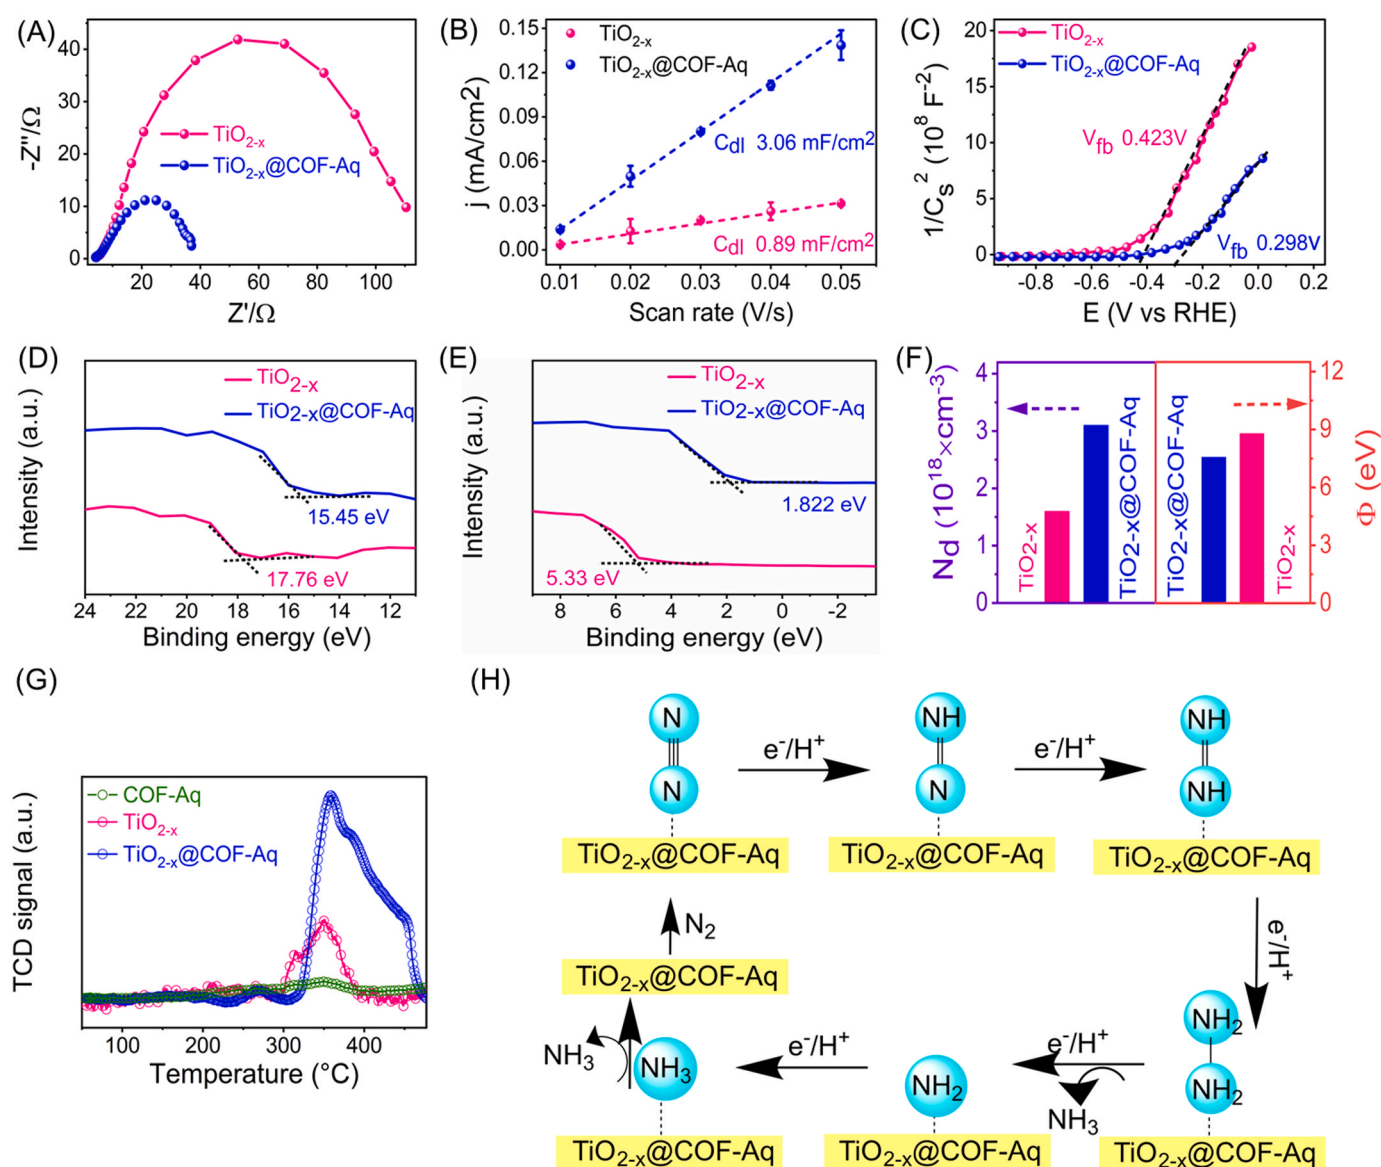 (A)
-Z''/Ω
40
30
20
10
0
TiO2-x
TiO2-x@COF-Aq
20 40 60 80 100
Z'/Ω
(B)
j (mA/cm2)
0.15
0.12
0.09
0.06
0.03
0.00
TiO2-x
TiO2-x@COF-Aq
Cdl 3.06 mF/cm2
Cdl 0.89 mF/cm2
0.01 0.02 0.03 0.04 0.05
Scan rate (V/s)
(C)
1/Cs2 (10^8 F^-2)
20
15
10
5
0
TiO2-x
TiO2-x@COF-Aq
Vfb 0.423V
Vfb 0.298V
-0.8 -0.6 -0.4 -0.2 0.0 0.2
E (V vs RHE)
(D)
Intensity (a.u.)
TiO2-x
TiO2-x@COF-Aq
15.45 eV
17.76 eV
24 22 20 18 16 14 12
Binding energy (eV)
(E)
Intensity (a.u.)
TiO2-x
TiO2-x@COF-Aq
1.822 eV
5.33 eV
8 6 4 2 0 -2
Binding energy (eV)
(F)
Nd (10^18×cm^-3)
4
3
2
1
0
TiO2-x
TiO2-x@COF-Aq
TiO2-x@COF-Aq
TiO2-x
12
9
6
3
0
Φ (eV)
(G)
TCD signal (a.u.)
COF-Aq
TiO2-x
TiO2-x@COF-Aq
100 200 300 400
Temperature (°C)
(H)
N
N
TiO2-x@COF-Aq
e-/H+
NH
N
TiO2-x@COF-Aq
e-/H+
NH
NH
TiO2-x@COF-Aq
e-/H+
NH2
NH2
TiO2-x@COF-Aq
e-/H+
NH3
NH2
TiO2-x@COF-Aq
e-/H+
NH3
TiO2-x@COF-Aq
NH3
TiO2-x@COF-Aq
N2